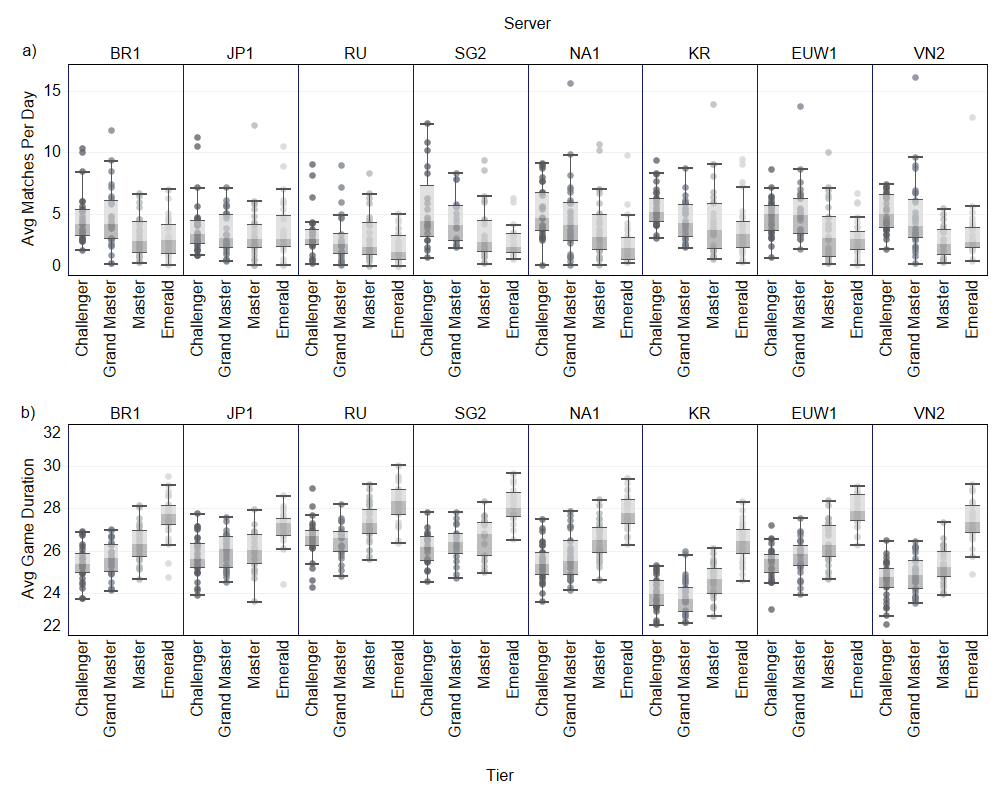 Server
a)
BR1 JP1 RU SG2 NA1 KR EUW1 VN2
Avg Matches Per Day
15
10
5
0
Challenger Grand Master Master Emerald Challenger Grand Master Master Emerald Challenger Grand Master Master Emerald Challenger Grand Master Master Emerald Challenger Grand Master Master Emerald Challenger Grand Master Master Emerald Challenger Grand Master Master Emerald Challenger Grand Master Master Emerald
b)
BR1 JP1 RU SG2 NA1 KR EUW1 VN2
Avg Game Duration
32
30
28
26
24
22
Challenger Grand Master Master Emerald Challenger Grand Master Master Emerald Challenger Grand Master Master Emerald Challenger Grand Master Master Emerald Challenger Grand Master Master Emerald Challenger Grand Master Master Emerald Challenger Grand Master Master Emerald Challenger Grand Master Master Emerald
Tier